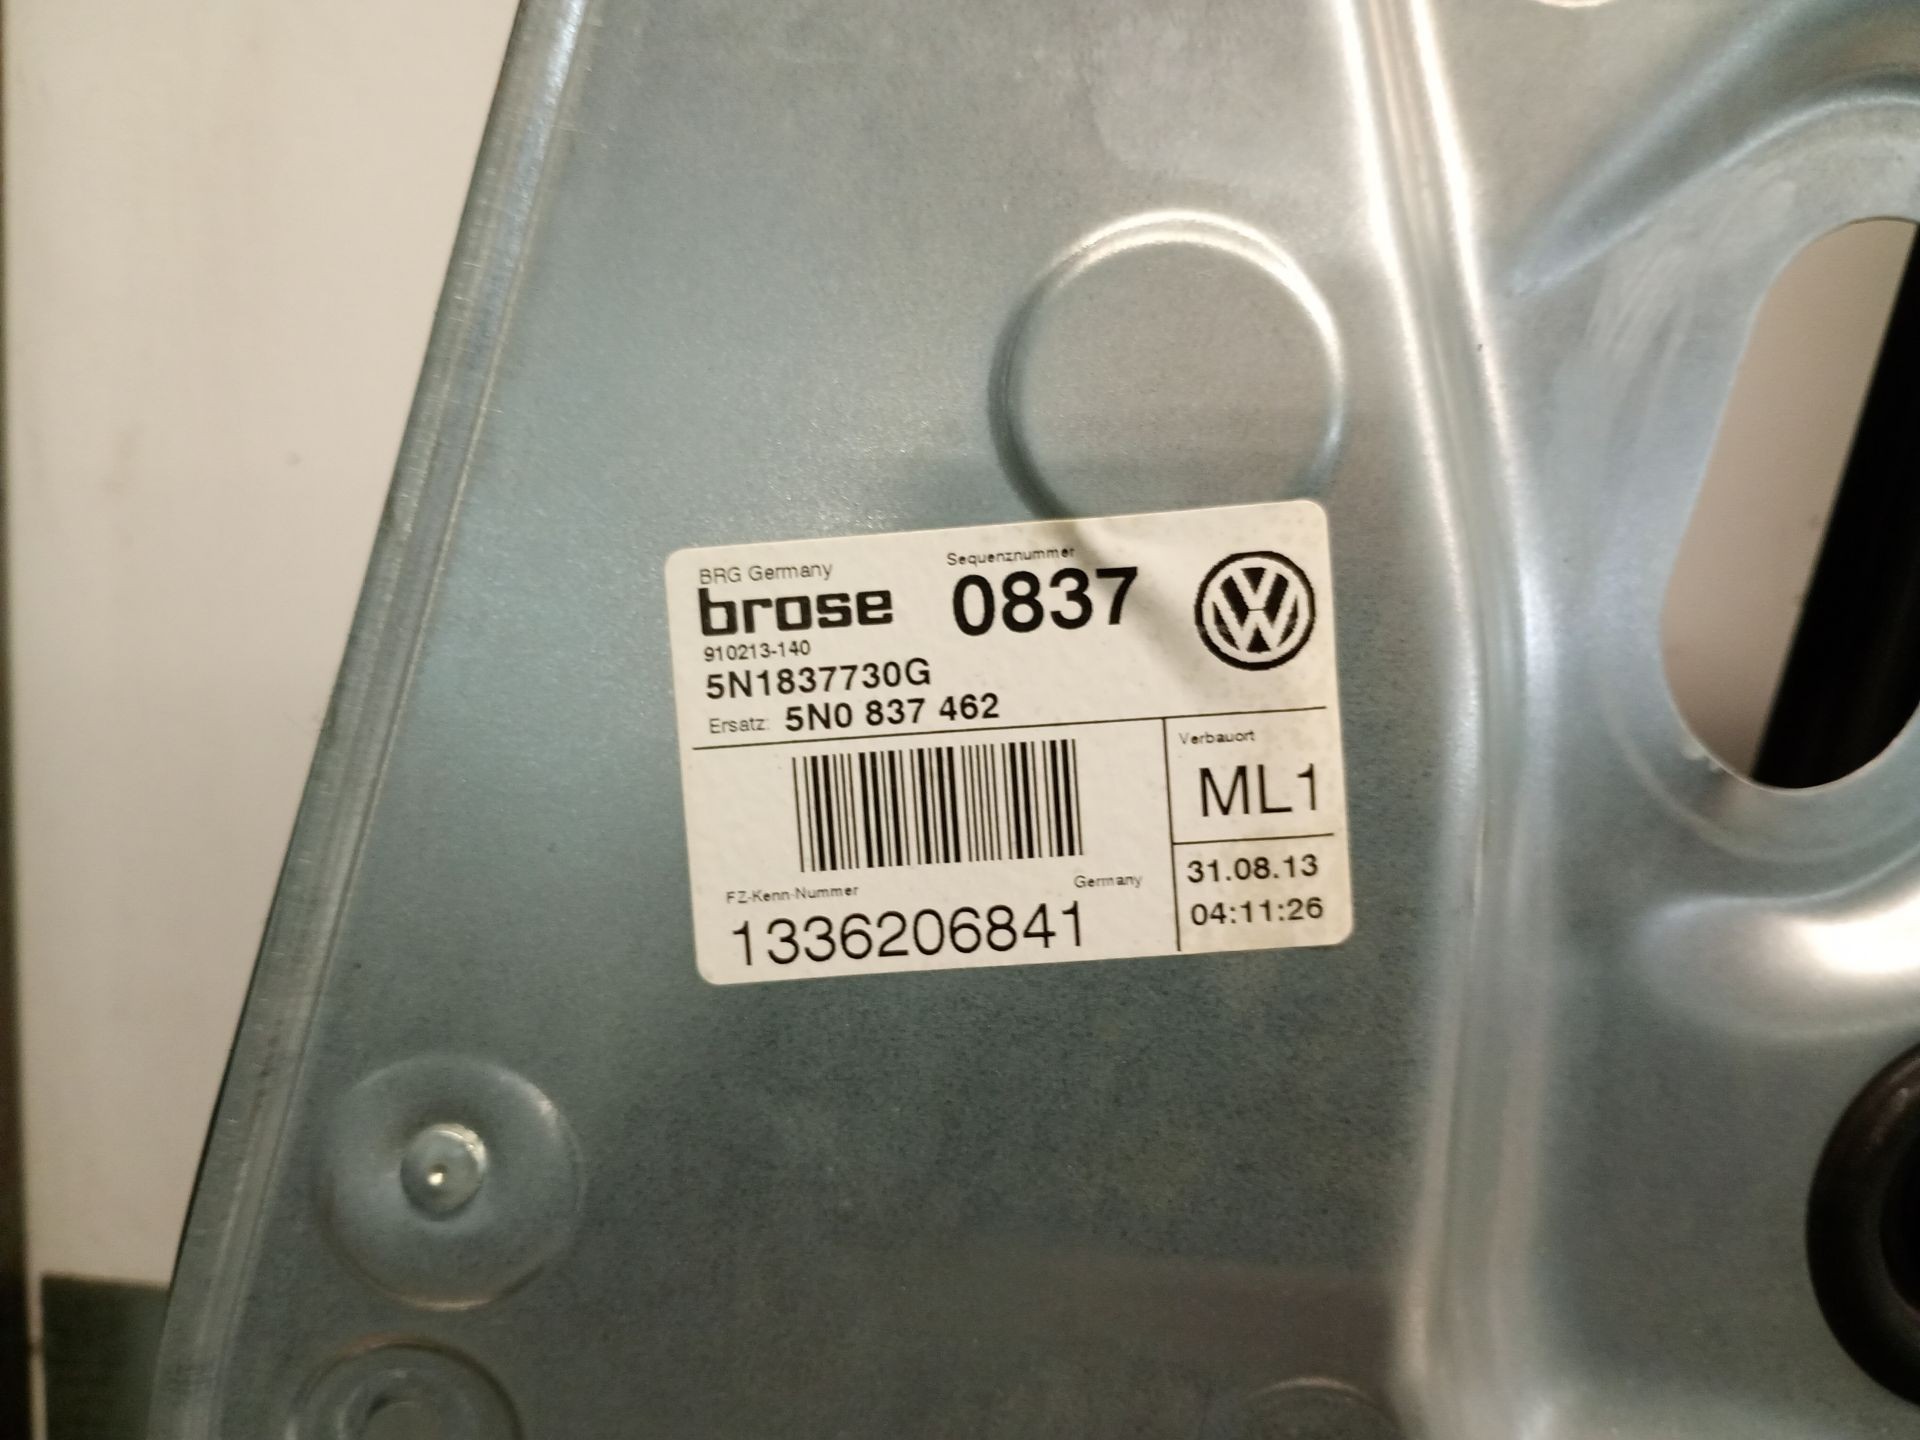 BRG Germany
brose
910213-140
Sequenznummer
0837
5N1837730G
Ersatz: 5N0 837 462
Verbauort
ML1
FZ-Kenn-Nummer
Germany
1336206841
31.08.13
04:11:26